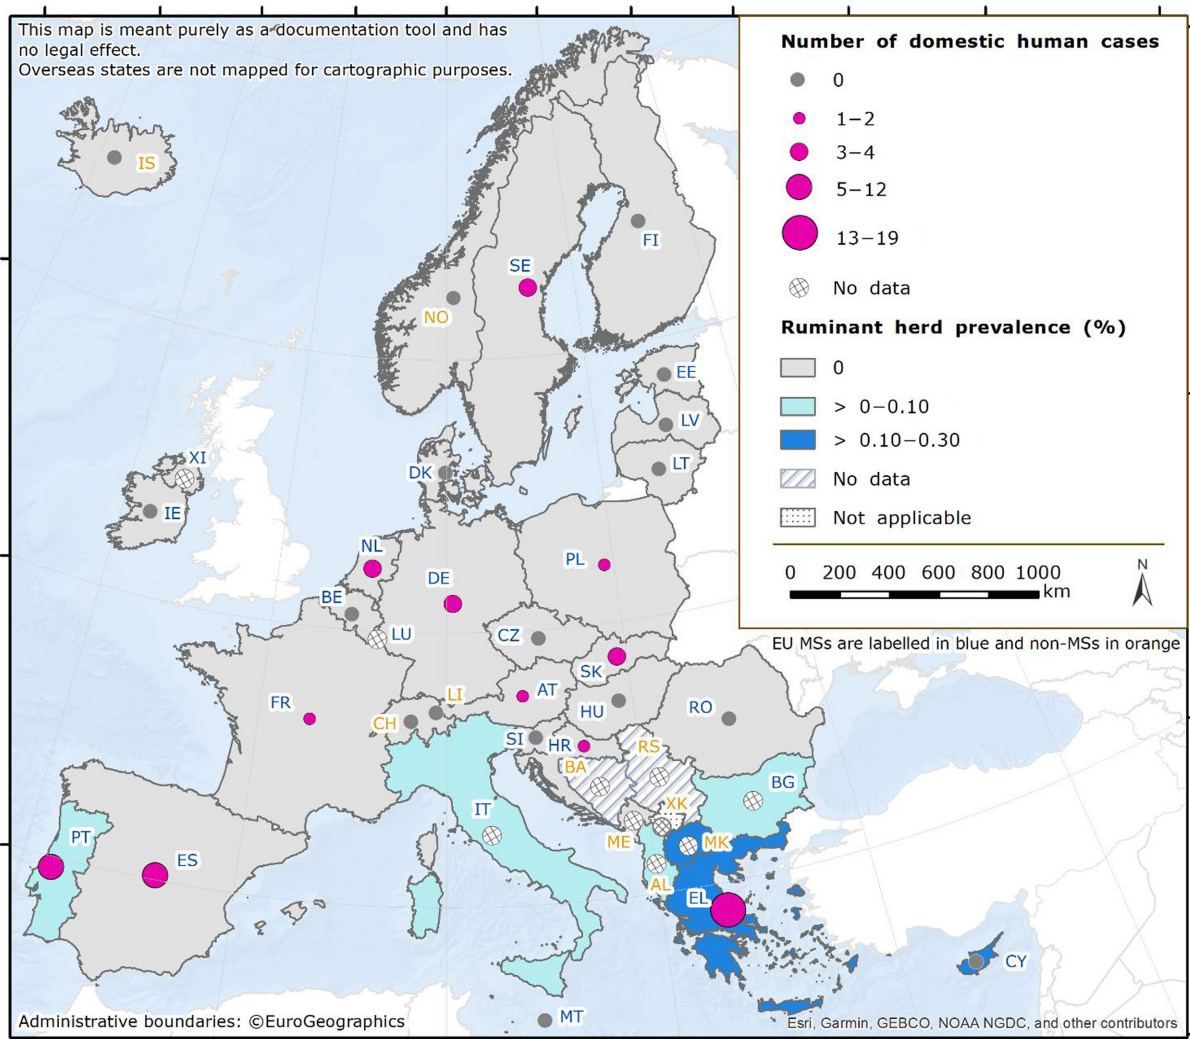 This map is meant purely as a documentation tool and has
no legal effect.
Overseas states are not mapped for cartographic purposes.
Number of domestic human cases
0
1−2
3−4
5−12
13−19
No data
Ruminant herd prevalence (%)
0
> 0−0.10
> 0.10−0.30
No data
Not applicable
0 200 400 600 800 1000
km
N
EU MSs are labelled in blue and non-MSs in orange
IS
FI
SE
NO
EE
LV
LT
DK
XI
IE
NL
PL
DE
BE
LU
CZ
SK
AT
LI
FR
CH
HU
RO
SI
HR
RS
BA
BG
XK
IT
PT
ME
MK
ES
AL
EL
CY
MT
Administrative boundaries: ©EuroGeographics
Esri, Garmin, GEBCO, NOAA NGDC, and other contributors